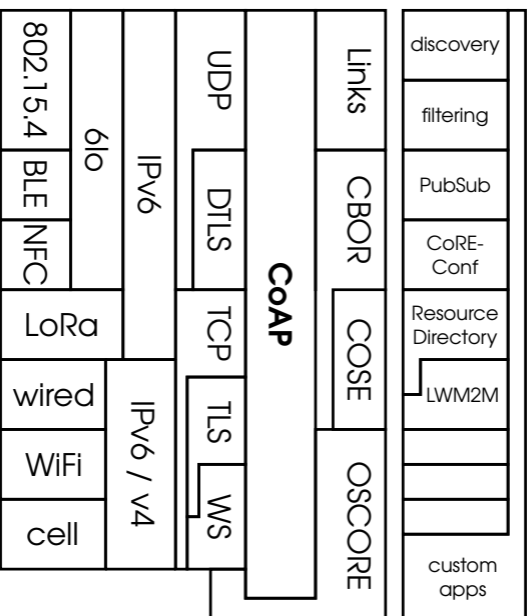 802.15.4
BLE
NFC
LoRa
wired
WiFi
cell
6lo
IPv6
IPv6 / v4
UDP
DTLS
TCP
TLS
WS
CoAP
Links
CBOR
COSE
OSCORE
discovery
filtering
PubSub
CoRE-
Conf
Resource
Directory
LWM2M
custom
apps